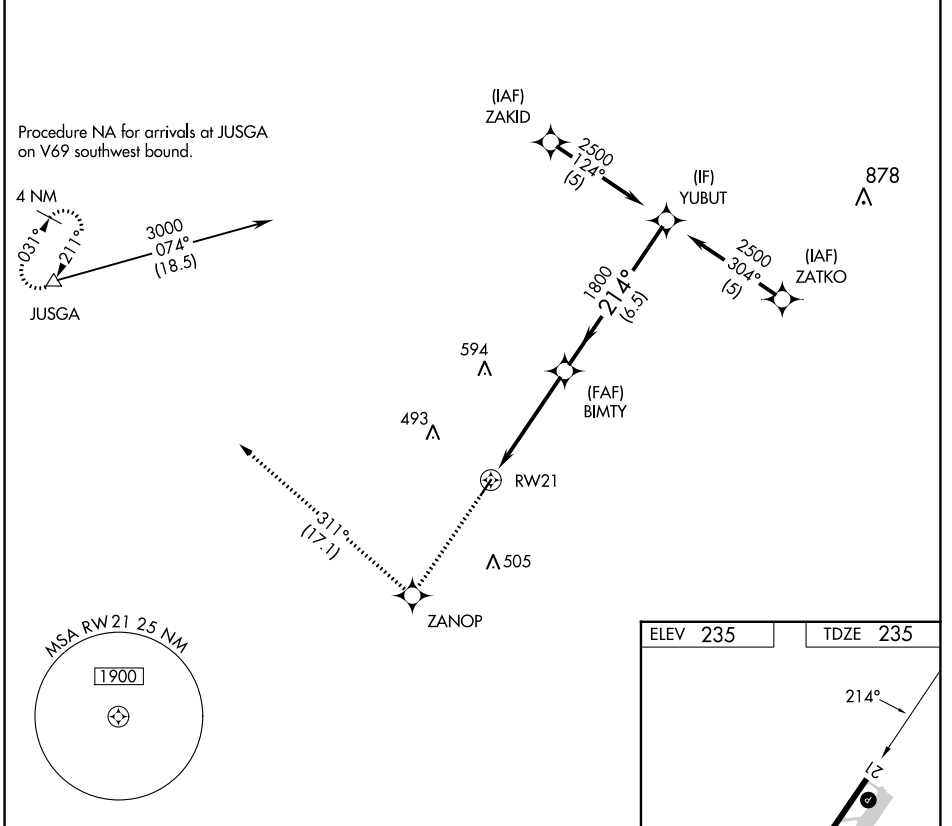 (IAF)
ZAKID
Procedure NA for arrivals at JUSGA
on V69 southwest bound.
2500
124°
(5)
(IF)
YUBUT
878
4 NM
031°
211°
3000
074°
(18.5)
JUSGA
2500
304°
(5)
(IAF)
ZATKO
1800
214°
(6.5)
594
(FAF)
BIMTY
493
RW21
311°
(17.1)
505
ZANOP
MSA RW21 25 NM
1900
ELEV 235
TDZE 235
214°
21
P